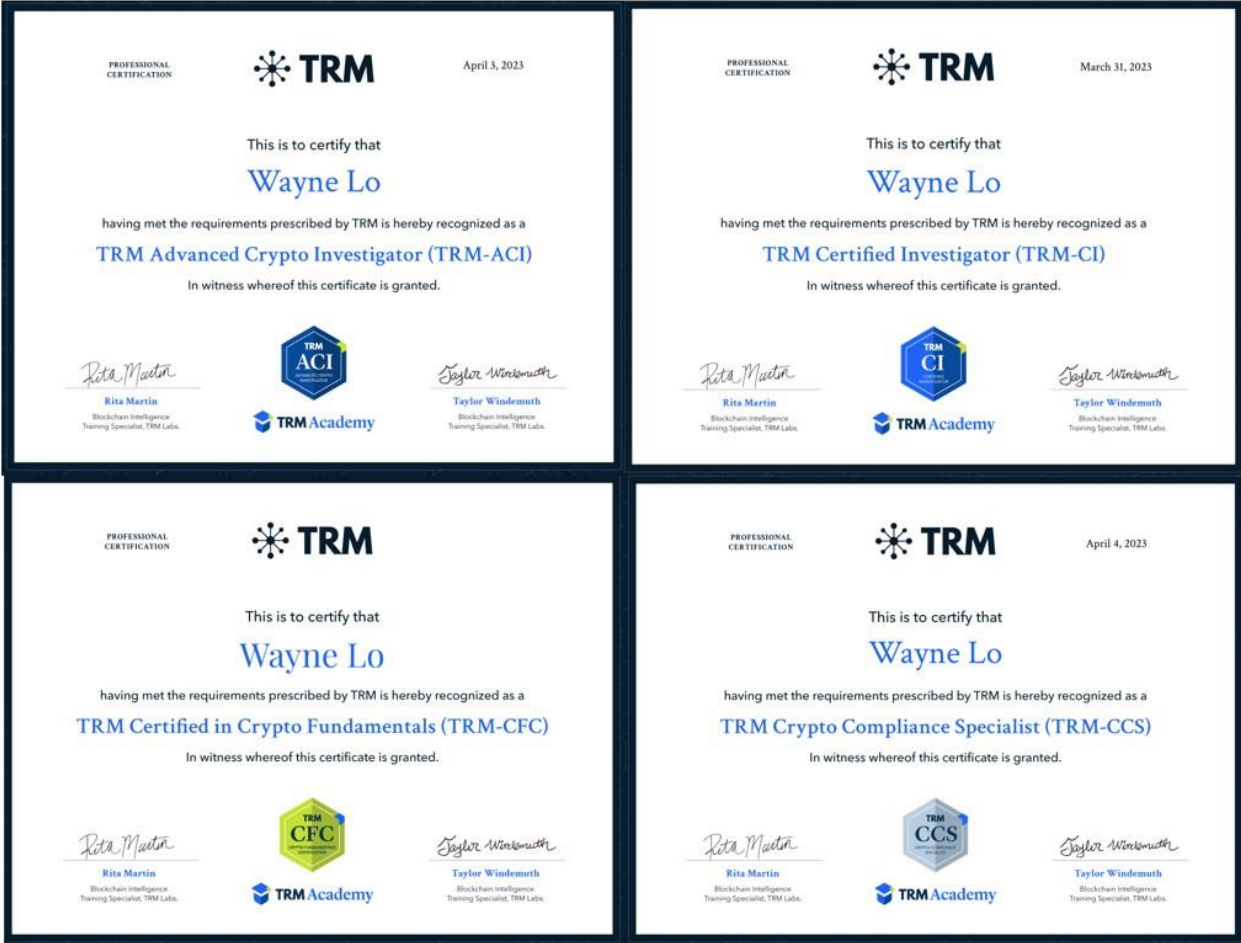 PROFESSIONAL
CERTIFICATION
TRM
April 3, 2023
This is to certify that
Wayne Lo
having met the requirements prescribed by TRM is hereby recognized as a
TRM Advanced Crypto Investigator (TRM-ACI)
In witness whereof this certificate is granted.
TRM
ACI
ADVANCED CRYPTO
INVESTIGATOR
Rita Martin
Taylor Windemuth
Rita Martin
Blockchain Intelligence
Training Specialist, TRM Labs.
TRM Academy
Taylor Windemuth
Blockchain Intelligence
Training Specialist, TRM Labs.
PROFESSIONAL
CERTIFICATION
TRM
March 31, 2023
This is to certify that
Wayne Lo
having met the requirements prescribed by TRM is hereby recognized as a
TRM Certified Investigator (TRM-CI)
In witness whereof this certificate is granted.
TRM
CI
CERTIFIED
INVESTIGATOR
Rita Martin
Taylor Windemuth
Rita Martin
Blockchain Intelligence
Training Specialist, TRM Labs.
TRM Academy
Taylor Windemuth
Blockchain Intelligence
Training Specialist, TRM Labs.
PROFESSIONAL
CERTIFICATION
TRM
This is to certify that
Wayne Lo
having met the requirements prescribed by TRM is hereby recognized as a
TRM Certified in Crypto Fundamentals (TRM-CFC)
In witness whereof this certificate is granted.
TRM
CFC
CRYPTO FUNDAMENTALS
CERTIFICATION
Rita Martin
Taylor Windemuth
Rita Martin
Blockchain Intelligence
Training Specialist, TRM Labs.
TRM Academy
Taylor Windemuth
Blockchain Intelligence
Training Specialist, TRM Labs.
PROFESSIONAL
CERTIFICATION
TRM
April 4, 2023
This is to certify that
Wayne Lo
having met the requirements prescribed by TRM is hereby recognized as a
TRM Crypto Compliance Specialist (TRM-CCS)
In witness whereof this certificate is granted.
TRM
CCS
CRYPTO COMPLIANCE
SPECIALIST
Rita Martin
Taylor Windemuth
Rita Martin
Blockchain Intelligence
Training Specialist, TRM Labs.
TRM Academy
Taylor Windemuth
Blockchain Intelligence
Training Specialist, TRM Labs.